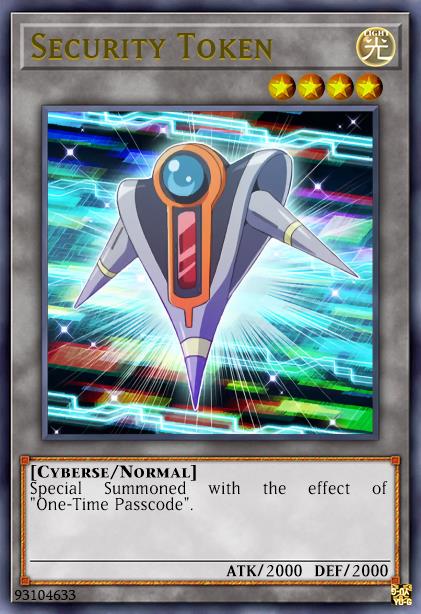 SECURITY TOKEN
LIGHT
光
[CYBERSE/NORMAL]
Special Summoned with the effect of
"One-Time Passcode".
ATK/2000 DEF/2000
93104633